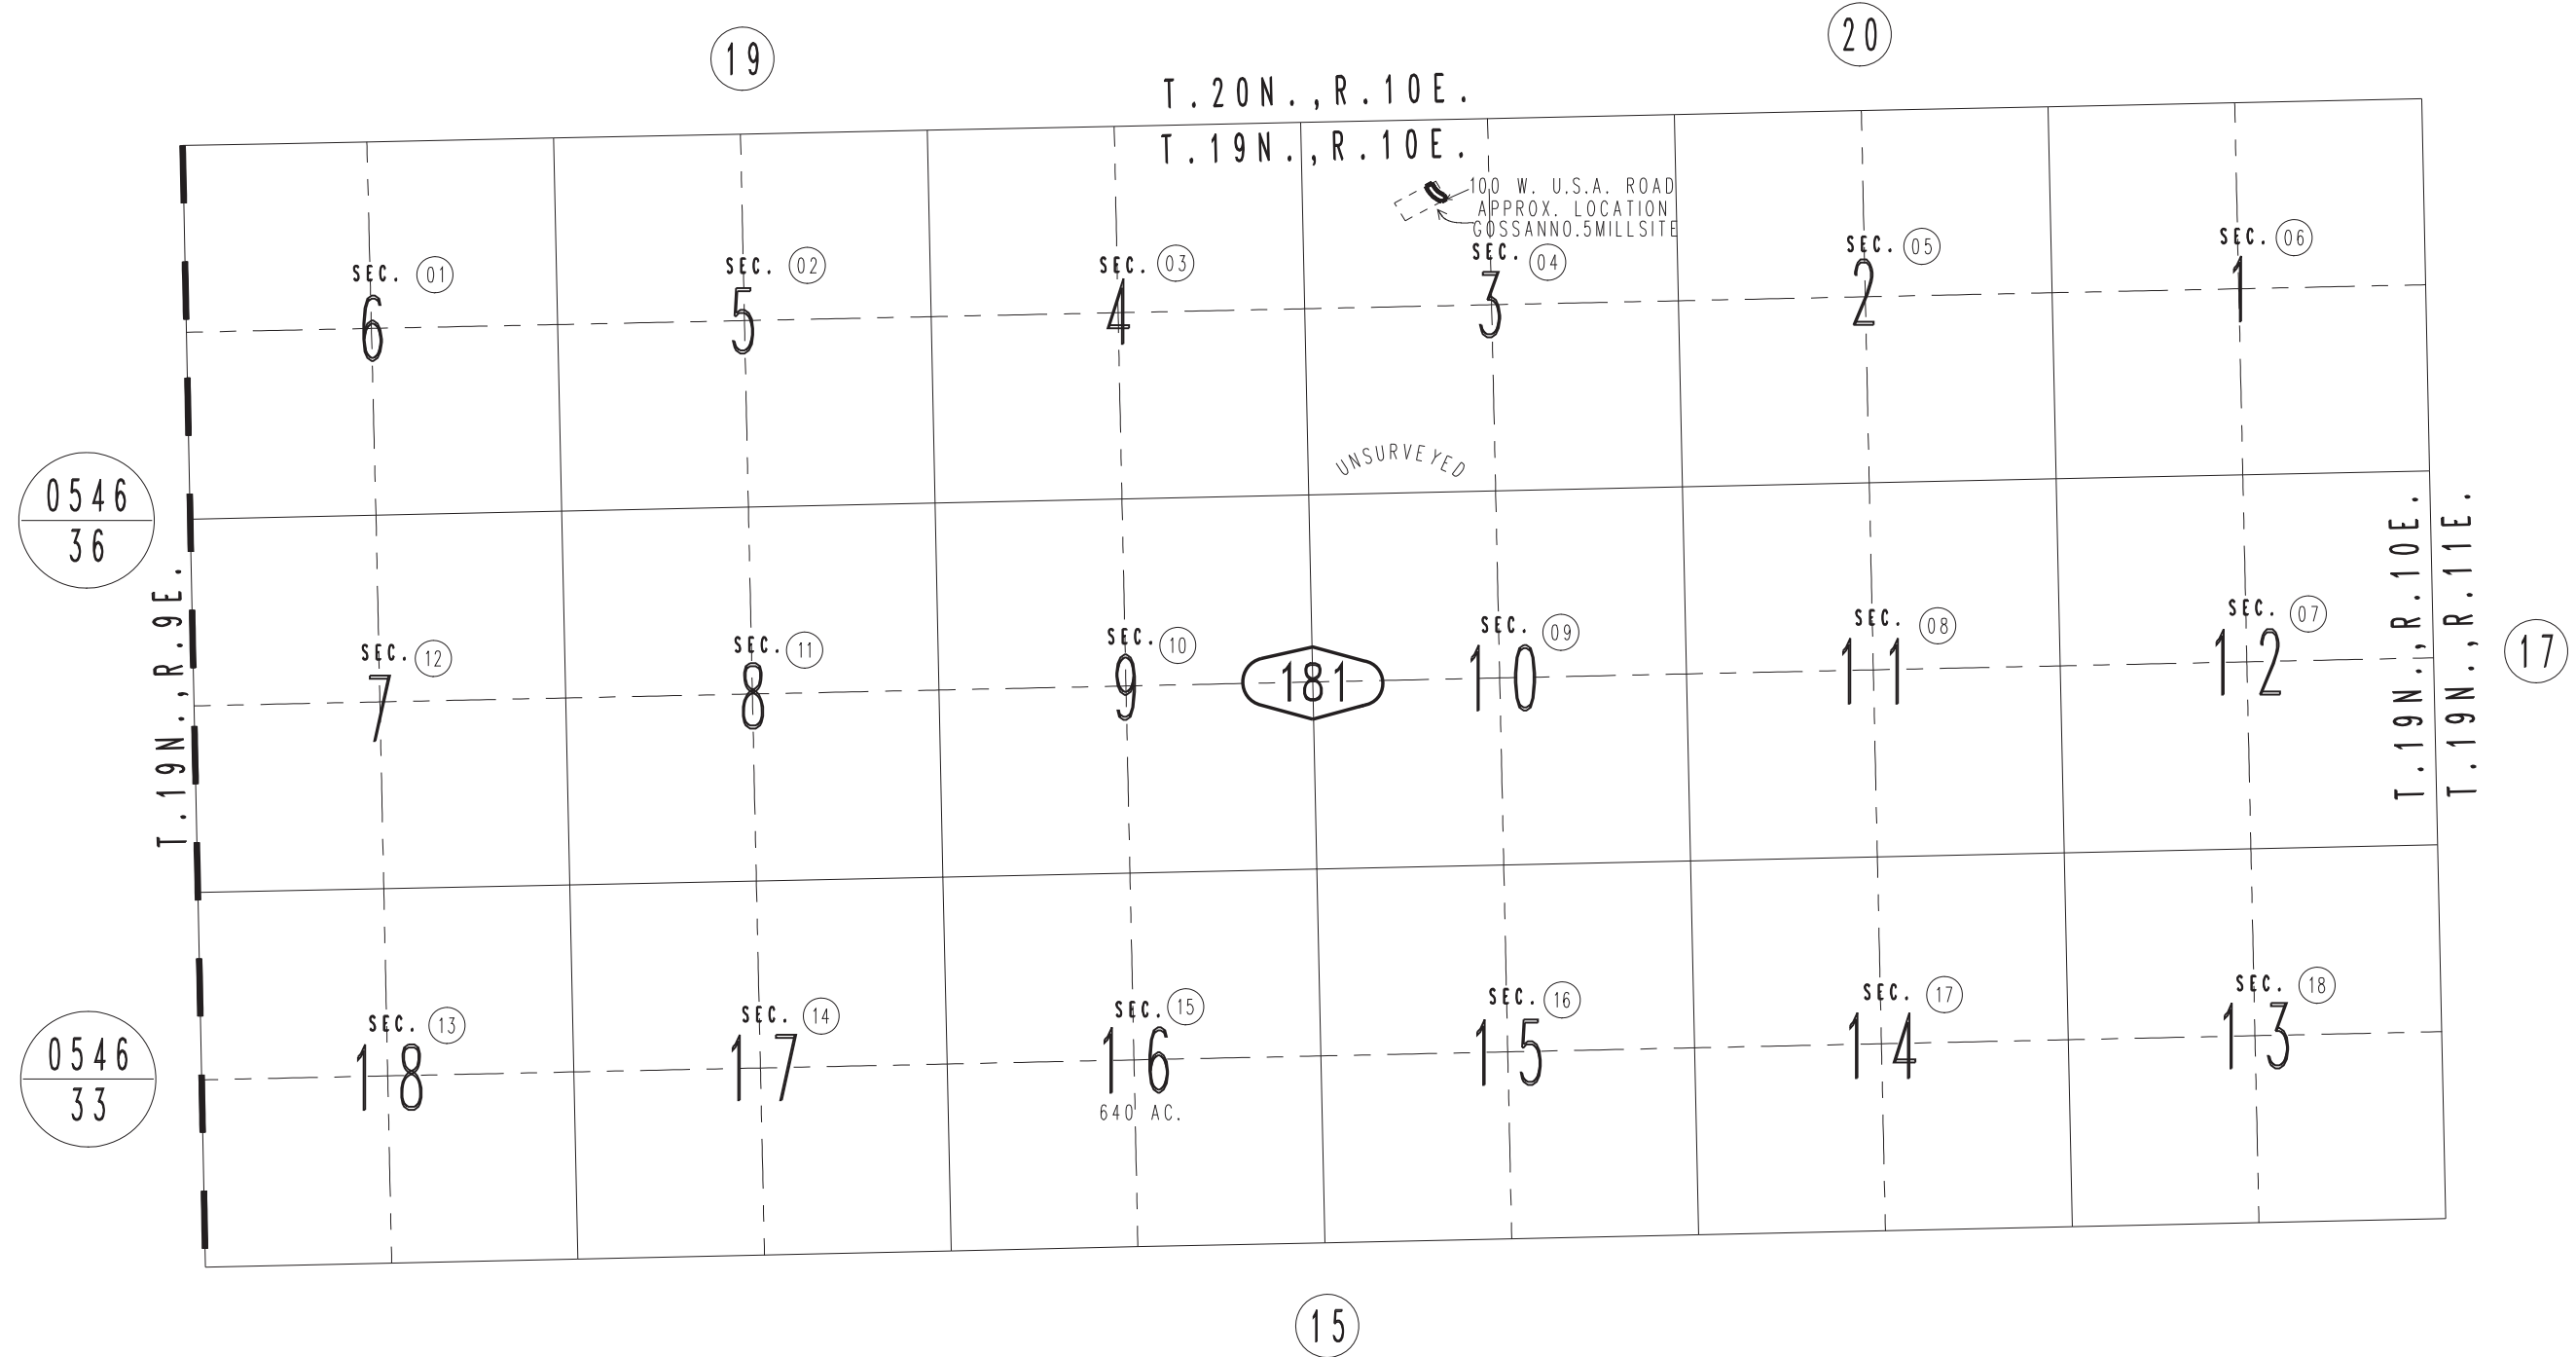 19
20
T.20N.,R.10E.
T.19N.,R.10E.
100 W. U.S.A. ROAD
APPROX. LOCATION
GOSSANNO.5MILLSITE
SEC. 01
6
SEC. 02
5
SEC. 03
4
SEC. 04
3
SEC. 05
2
SEC. 06
1
UNSURVEYED
0546
36
T.19N.,R.9E.
SEC. 12
7
SEC. 11
8
SEC. 10
9
181
SEC. 09
10
SEC. 08
11
SEC. 07
12
T.19N.,R.10E.
T.19N.,R.11E.
17
0546
33
SEC. 13
18
SEC. 14
17
SEC. 15
16
640 AC.
SEC. 16
15
SEC. 17
14
SEC. 18
13
15